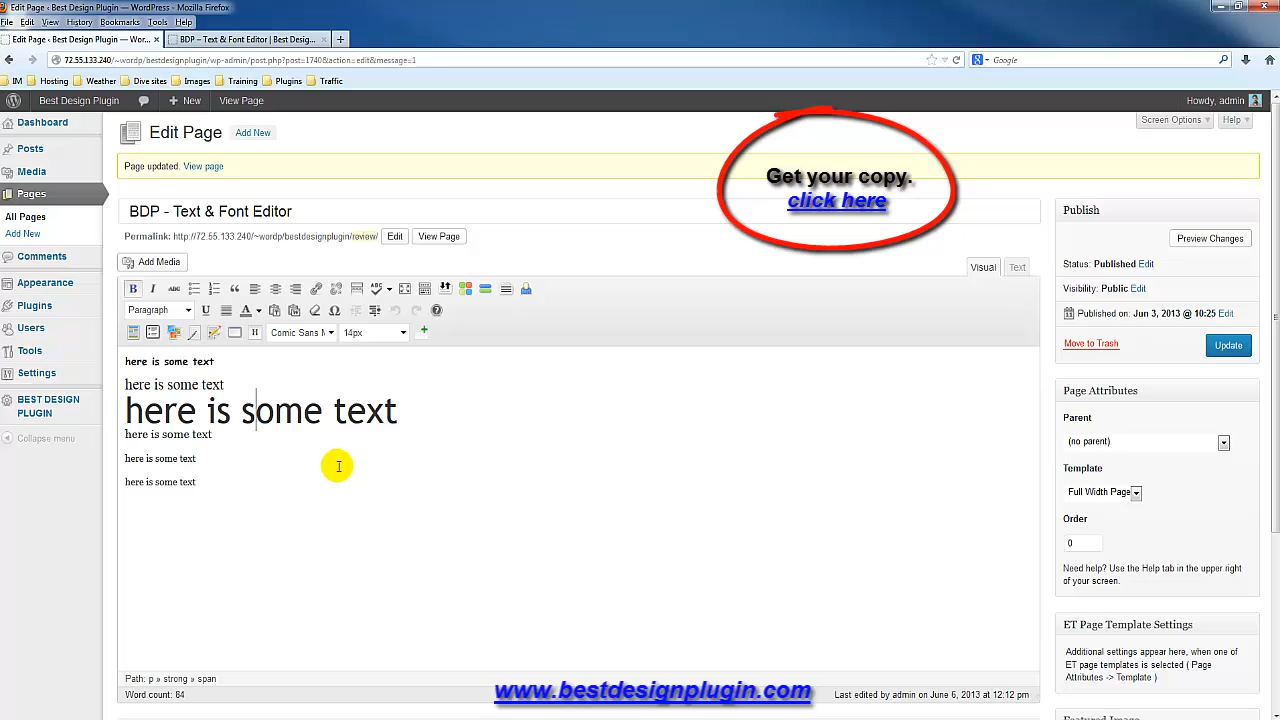 Edit Page ‹ Best Design Plugin — WordPress - Mozilla Firefox
File Edit View History Bookmarks Tools Help
Edit Page ‹ Best Design Plugin — W... × BDP – Text & Font Editor | Best Desig... × +
72.55.133.240/~wordp/bestdesignplugin/wp-admin/post.php?post=1740&action=edit&message=1 Google
IM Hosting Weather Dive sites Images Training Plugins Traffic
Best Design Plugin + New View Page Howdy, admin
Screen Options Help
Dashboard
Posts
Media
Pages
All Pages
Add New
Comments
Appearance
Plugins
Users
Tools
Settings
BEST DESIGN
PLUGIN
Collapse menu
Edit Page Add New
Page updated. View page
Get your copy.
click here
BDP - Text & Font Editor
Permalink: http://72.55.133.240/~wordp/bestdesignplugin/review/ Edit View Page
Add Media Visual Text
B I ABC
Paragraph U A Ω
H Comic Sans M 14px +
here is some text
here is some text
here is some text
here is some text
here is some text
here is some text
Path: p » strong » span
Word count: 84 Last edited by admin on June 6, 2013 at 12:12 pm
www.bestdesignplugin.com
Publish
Preview Changes
Status: Published Edit
Visibility: Public Edit
Published on: Jun 3, 2013 @ 10:25 Edit
Move to Trash Update
Page Attributes
Parent
(no parent)
Template
Full Width Page
Order
0
Need help? Use the Help tab in the upper right
of your screen.
ET Page Template Settings
Additional settings appear here, when one of
ET page templates is selected ( Page
Attributes -> Template )
Featured Image